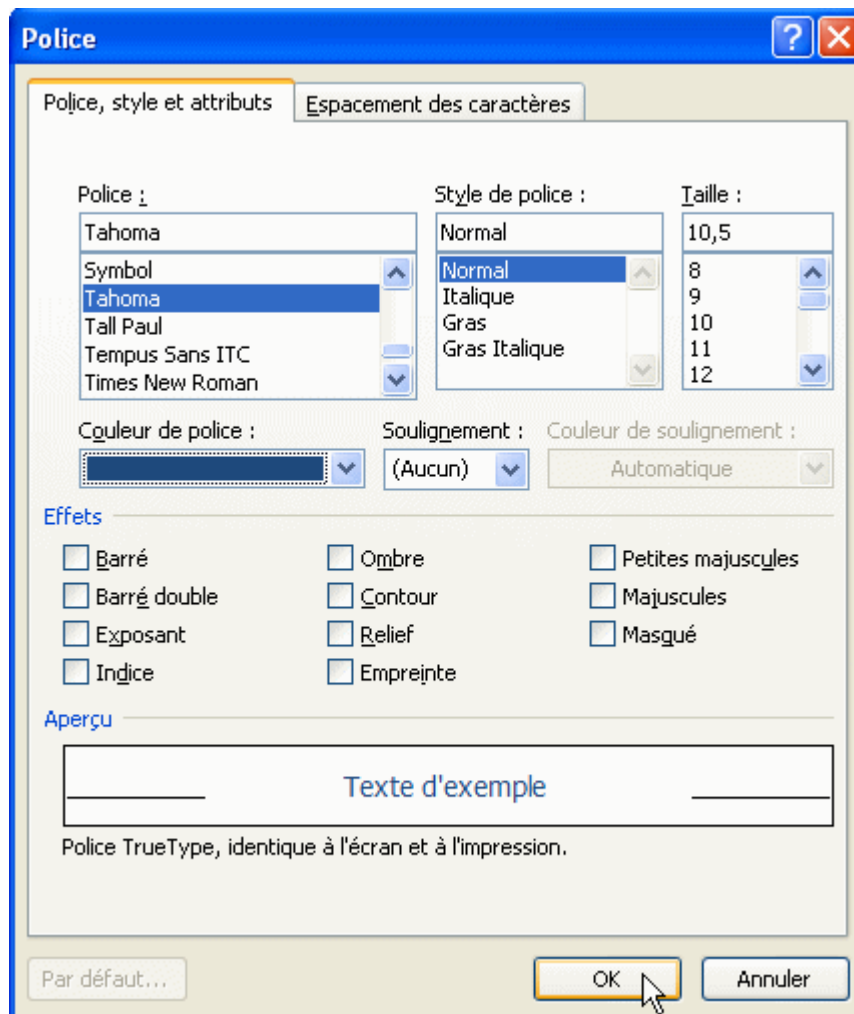 Police
Police, style et attributs Espacement des caractères
Police : Style de police : Taille :
Tahoma Normal 10,5
Symbol Normal 8
Tahoma Italique 9
Tall Paul Gras 10
Tempus Sans ITC Gras Italique 11
Times New Roman 12
Couleur de police : Soulignement : Couleur de soulignement :
(Aucun) Automatique
Effets
Barré Ombre Petites majuscules
Barré double Contour Majuscules
Exposant Relief Masqué
Indice Empreinte
Aperçu
Texte d'exemple
Police TrueType, identique à l'écran et à l'impression.
Par défaut... OK Annuler